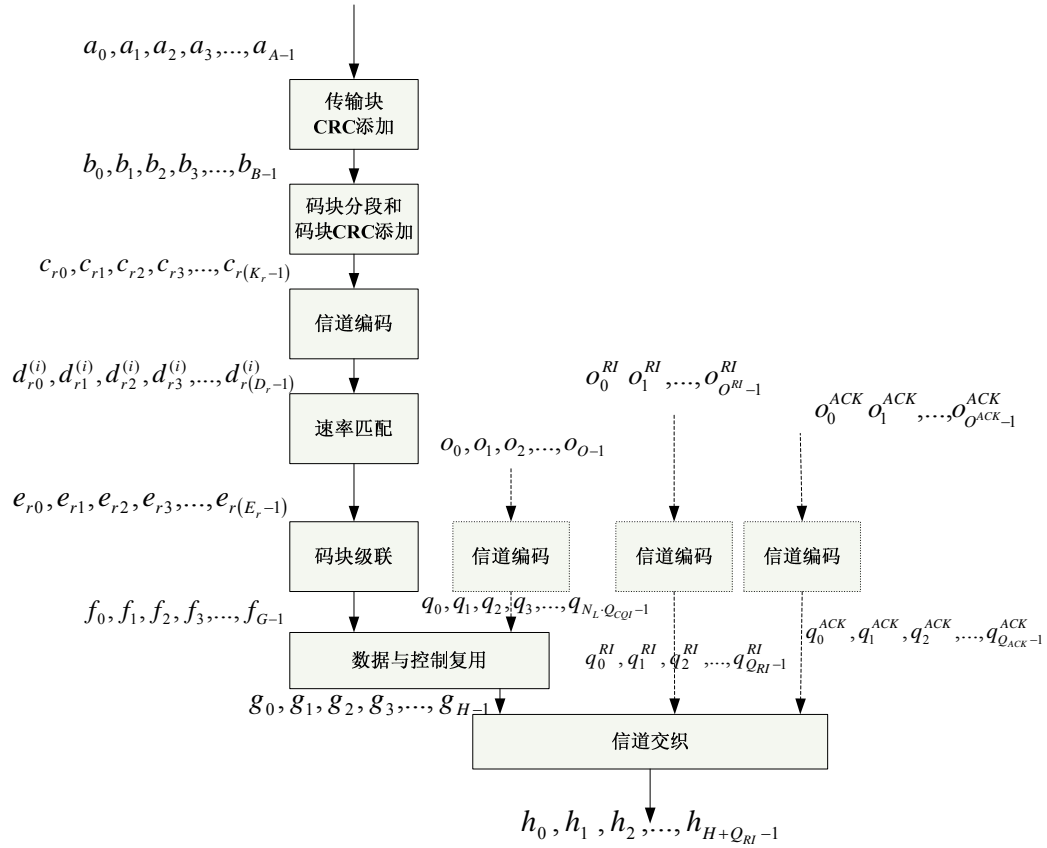 a_0, a_1, a_2, a_3, ..., a_{A-1}
传输块
CRC添加
b_0, b_1, b_2, b_3, ..., b_{B-1}
码块分段和
码块CRC添加
c_{r0}, c_{r1}, c_{r2}, c_{r3}, ..., c_{r(K_r-1)}
信道编码
d_{r0}^{(i)}, d_{r1}^{(i)}, d_{r2}^{(i)}, d_{r3}^{(i)}, ..., d_{r(D_r-1)}^{(i)}
速率匹配
e_{r0}, e_{r1}, e_{r2}, e_{r3}, ..., e_{r(E_r-1)}
码块级联
f_0, f_1, f_2, f_3, ..., f_{G-1}
o_0, o_1, o_2, ..., o_{O-1}
信道编码
q_0, q_1, q_2, q_3, ..., q_{N_L·Q_{CQI}-1}
数据与控制复用
g_0, g_1, g_2, g_3, ..., g_{H-1}
o_0^{RI} o_1^{RI}, ..., o_{O^{RI}-1}^{RI}
信道编码
q_0^{RI}, q_1^{RI}, q_2^{RI}, ..., q_{Q_{RI}-1}^{RI}
o_0^{ACK} o_1^{ACK}, ..., o_{O^{ACK}-1}^{ACK}
信道编码
q_0^{ACK}, q_1^{ACK}, q_2^{ACK}, ..., q_{Q_{ACK}-1}^{ACK}
信道交织
h_0, h_1, h_2, ..., h_{H+Q_{RI}-1}